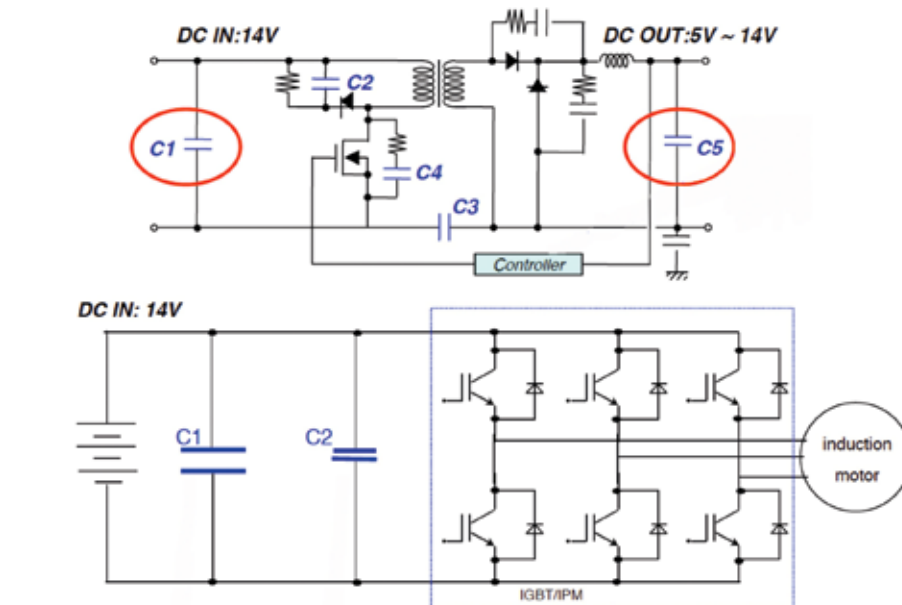 DC IN:14V
DC OUT:5V ~ 14V
C2
C1
C4
C5
C3
Controller
DC IN: 14V
C1
C2
induction
motor
IGBT/IPM